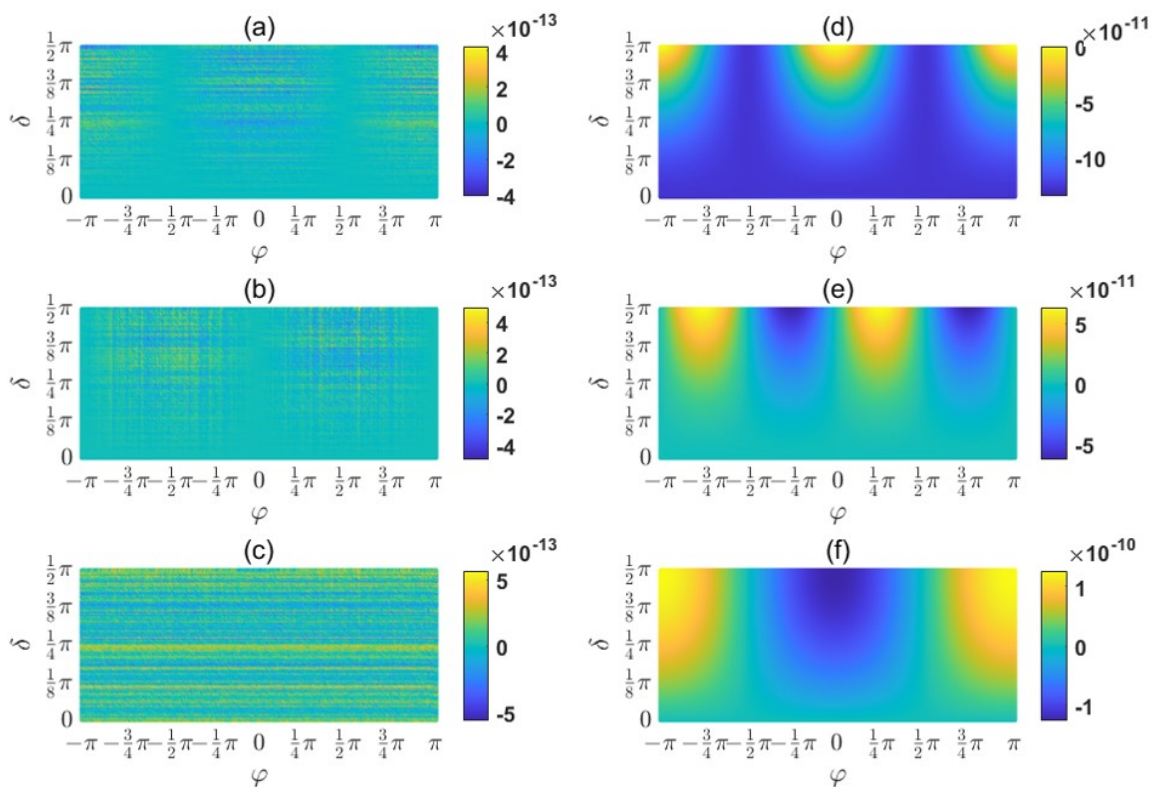 (a)
×10⁻¹³
½π
⅜π
¼π
⅛π
0
δ
4
2
0
-2
-4
−π −¾π −½π −¼π 0 ¼π ½π ¾π π
φ
(d)
×10⁻¹¹
½π
⅜π
¼π
⅛π
0
δ
0
-5
-10
−π −¾π −½π −¼π 0 ¼π ½π ¾π π
φ
(b)
×10⁻¹³
½π
⅜π
¼π
⅛π
0
δ
4
2
0
-2
-4
−π −¾π −½π −¼π 0 ¼π ½π ¾π π
φ
(e)
×10⁻¹¹
½π
⅜π
¼π
⅛π
0
δ
5
0
-5
−π −¾π −½π −¼π 0 ¼π ½π ¾π π
φ
(c)
×10⁻¹³
½π
⅜π
¼π
⅛π
0
δ
5
0
-5
−π −¾π −½π −¼π 0 ¼π ½π ¾π π
φ
(f)
×10⁻¹⁰
½π
⅜π
¼π
⅛π
0
δ
1
0
-1
−π −¾π −½π −¼π 0 ¼π ½π ¾π π
φ